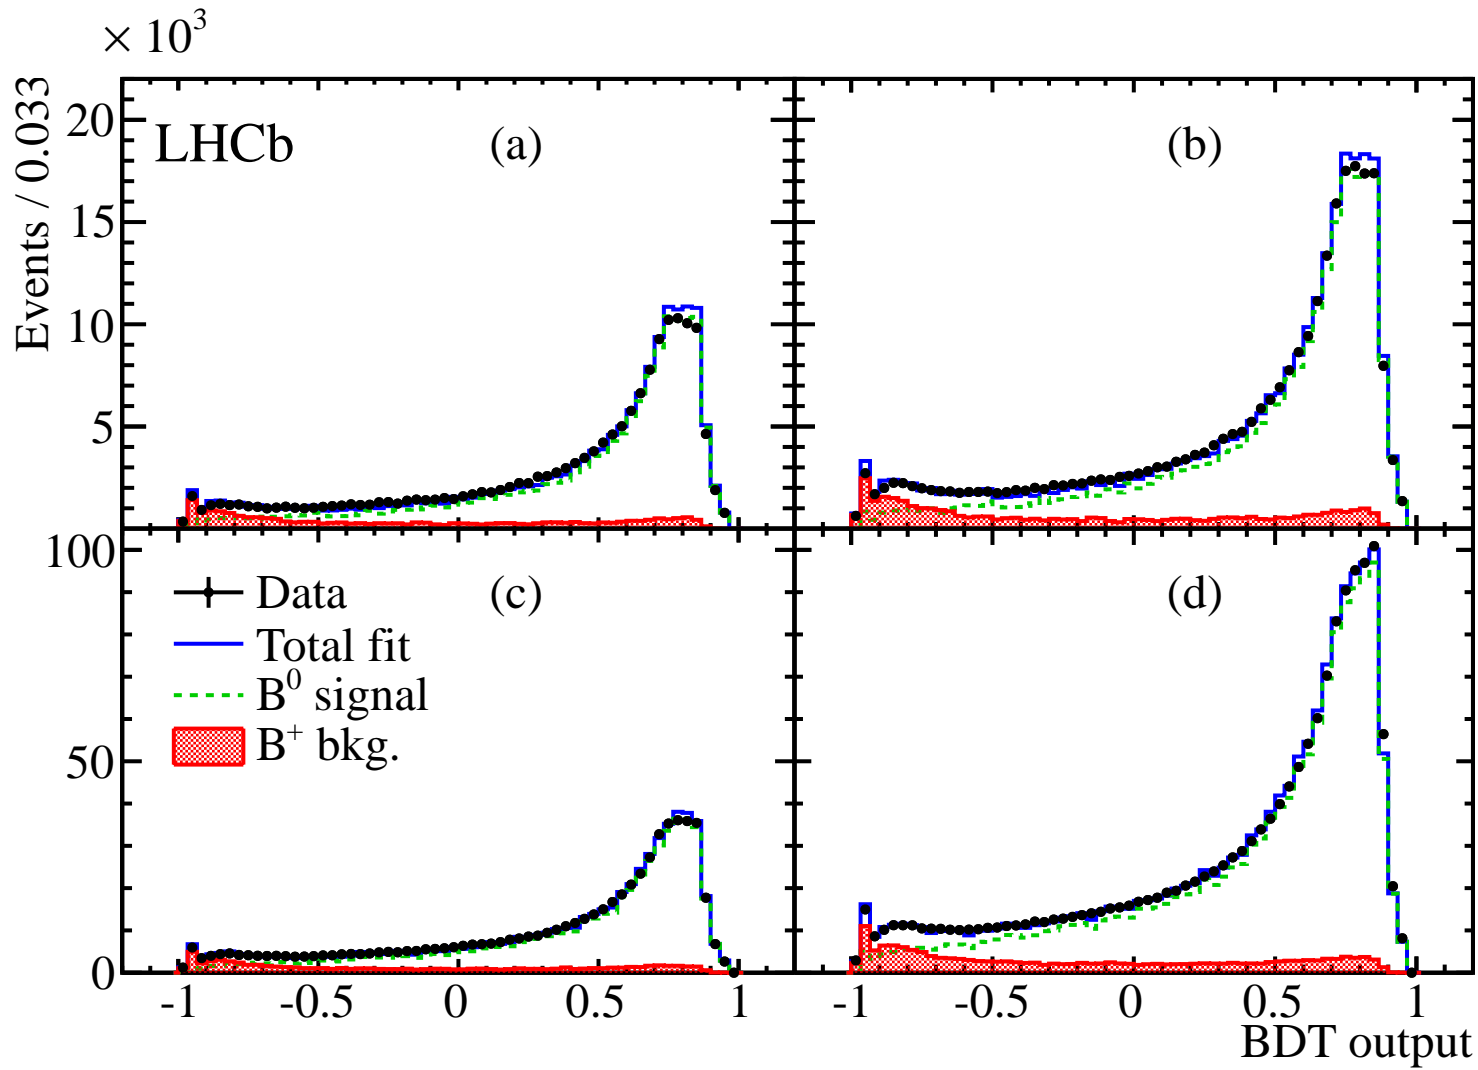 × 10³
Events / 0.033
20
15
10
5
LHCb
(a)
(b)
100
50
0
Data
Total fit
B⁰ signal
B⁺ bkg.
(c)
(d)
-1 -0.5 0 0.5 1
-1 -0.5 0 0.5 1
BDT output